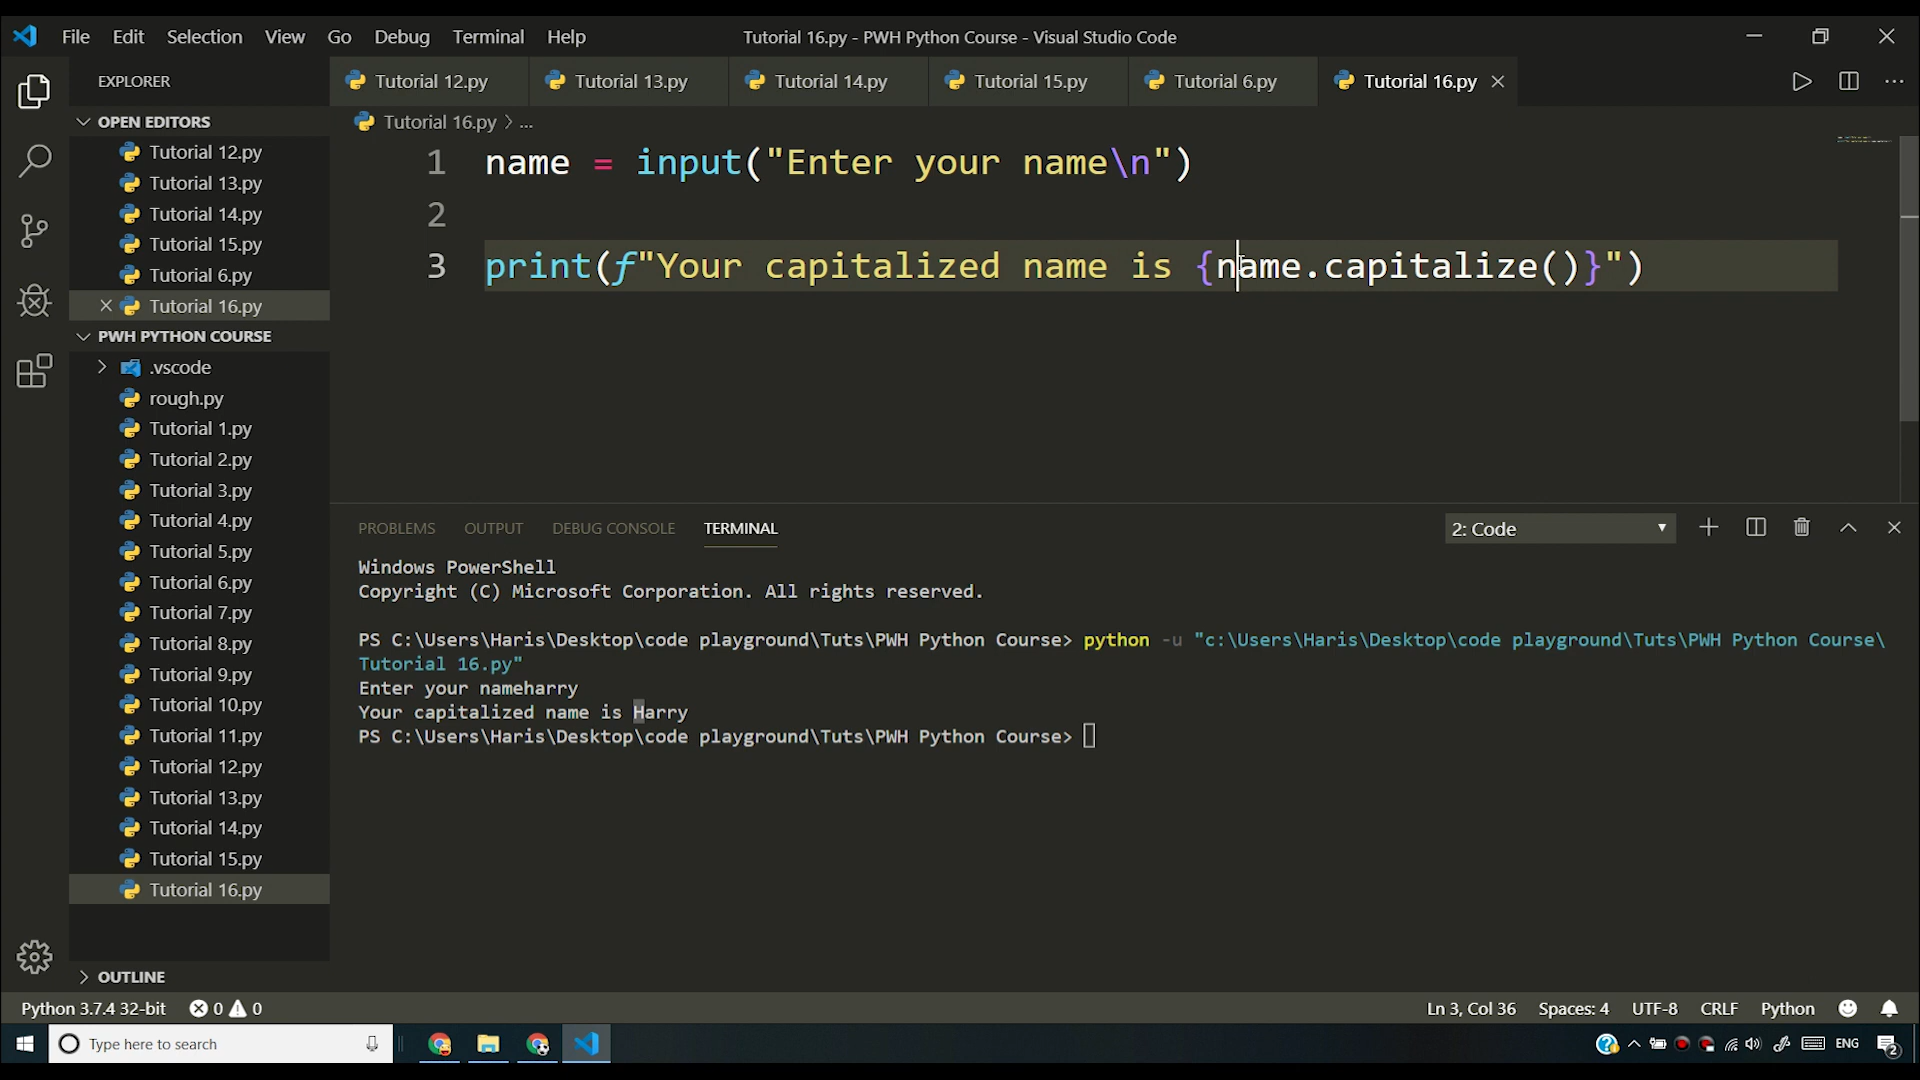 File Edit Selection View Go Debug Terminal Help
Tutorial 16.py - PWH Python Course - Visual Studio Code
EXPLORER
Tutorial 12.py
Tutorial 13.py
Tutorial 14.py
Tutorial 15.py
Tutorial 6.py
Tutorial 16.py
OPEN EDITORS
Tutorial 12.py
Tutorial 13.py
Tutorial 14.py
Tutorial 15.py
Tutorial 6.py
Tutorial 16.py
PWH PYTHON COURSE
.vscode
rough.py
Tutorial 1.py
Tutorial 2.py
Tutorial 3.py
Tutorial 4.py
Tutorial 5.py
Tutorial 6.py
Tutorial 7.py
Tutorial 8.py
Tutorial 9.py
Tutorial 10.py
Tutorial 11.py
Tutorial 12.py
Tutorial 13.py
Tutorial 14.py
Tutorial 15.py
Tutorial 16.py
OUTLINE
Tutorial 16.py > ...
1 name = input("Enter your name\n")
2
3 print(f"Your capitalized name is {name.capitalize()}")
PROBLEMS OUTPUT DEBUG CONSOLE TERMINAL
2: Code
Windows PowerShell
Copyright (C) Microsoft Corporation. All rights reserved.
PS C:\Users\Haris\Desktop\code playground\Tuts\PWH Python Course> python -u "c:\Users\Haris\Desktop\code playground\Tuts\PWH Python Course\
Tutorial 16.py"
Enter your nameharry
Your capitalized name is Harry
PS C:\Users\Haris\Desktop\code playground\Tuts\PWH Python Course>
Python 3.7.4 32-bit 0 0
Ln 3, Col 36 Spaces: 4 UTF-8 CRLF Python
Type here to search
ENG
2